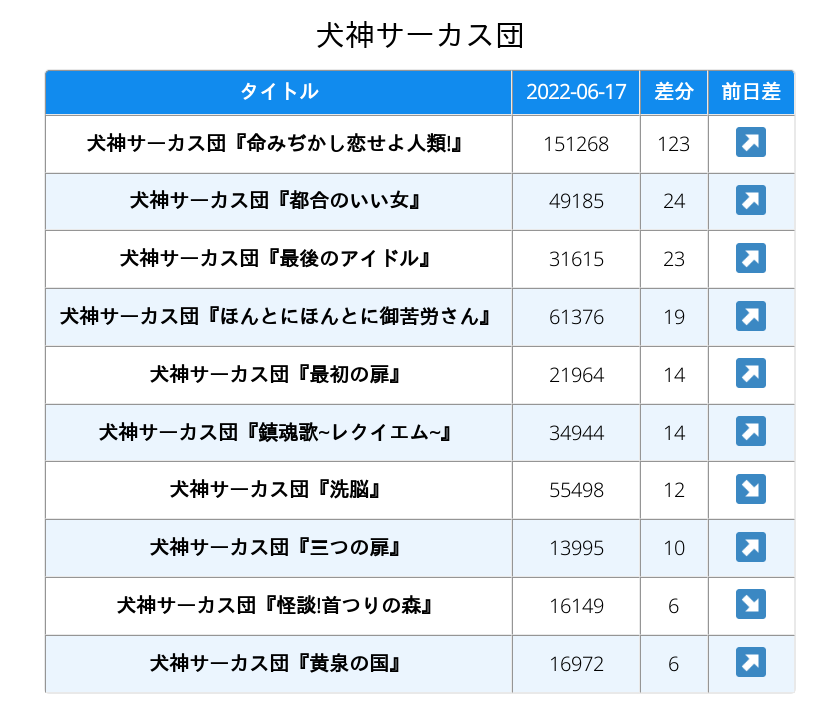 犬神サーカス団
タイトル 2022-06-17 差分 前日差
犬神サーカス団『命みぢかし恋せよ人類!』 151268 123 ↗
犬神サーカス団『都合のいい女』 49185 24 ↗
犬神サーカス団『最後のアイドル』 31615 23 ↗
犬神サーカス団『ほんとにほんとに御苦労さん』 61376 19 ↗
犬神サーカス団『最初の扉』 21964 14 ↗
犬神サーカス団『鎮魂歌~レクイエム~』 34944 14 ↗
犬神サーカス団『洗脳』 55498 12 ↘
犬神サーカス団『三つの扉』 13995 10 ↗
犬神サーカス団『怪談!首つりの森』 16149 6 ↘
犬神サーカス団『黄泉の国』 16972 6 ↗